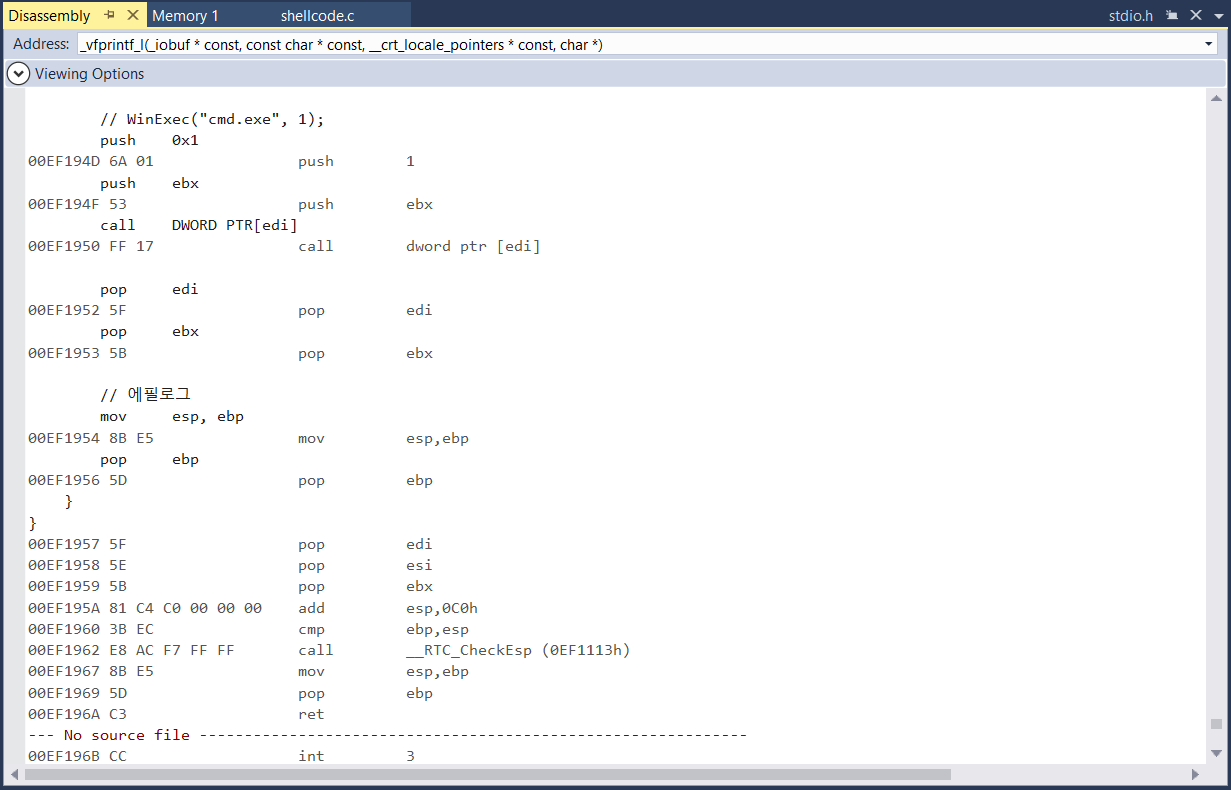 Disassembly Memory 1 shellcode.c stdio.h
Address: _vfprintf_l(_iobuf * const, const char * const, __crt_locale_pointers * const, char *)
Viewing Options
// WinExec("cmd.exe", 1);
push 0x1
00EF194D 6A 01 push 1
push ebx
00EF194F 53 push ebx
call DWORD PTR[edi]
00EF1950 FF 17 call dword ptr [edi]
pop edi
00EF1952 5F pop edi
pop ebx
00EF1953 5B pop ebx
// 에필로그
mov esp, ebp
00EF1954 8B E5 mov esp,ebp
pop ebp
00EF1956 5D pop ebp
}
}
00EF1957 5F pop edi
00EF1958 5E pop esi
00EF1959 5B pop ebx
00EF195A 81 C4 C0 00 00 00 add esp,0C0h
00EF1960 3B EC cmp ebp,esp
00EF1962 E8 AC F7 FF FF call __RTC_CheckEsp (0EF1113h)
00EF1967 8B E5 mov esp,ebp
00EF1969 5D pop ebp
00EF196A C3 ret
--- No source file -------------------------------------------------------------
00EF196B CC int 3